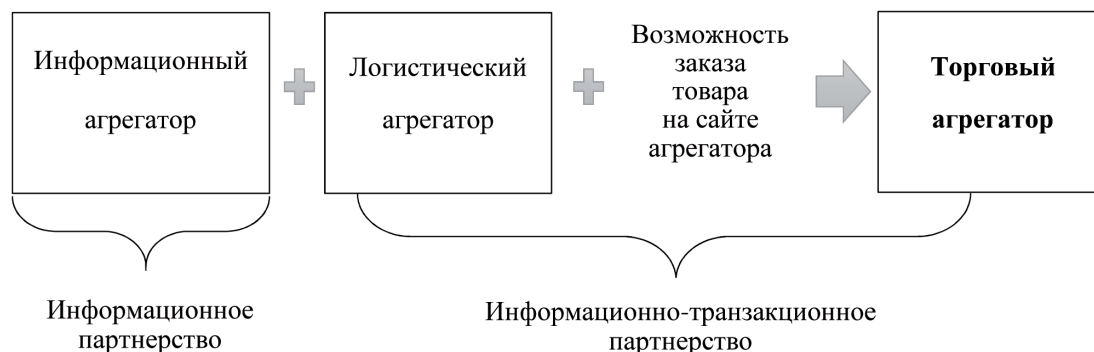 Информационный
агрегатор
Логистический
агрегатор
Возможность
заказа
товара
на сайте
агрегатора
Торговый
агрегатор
Информационное
партнерство
Информационно-транзакционное
партнерство